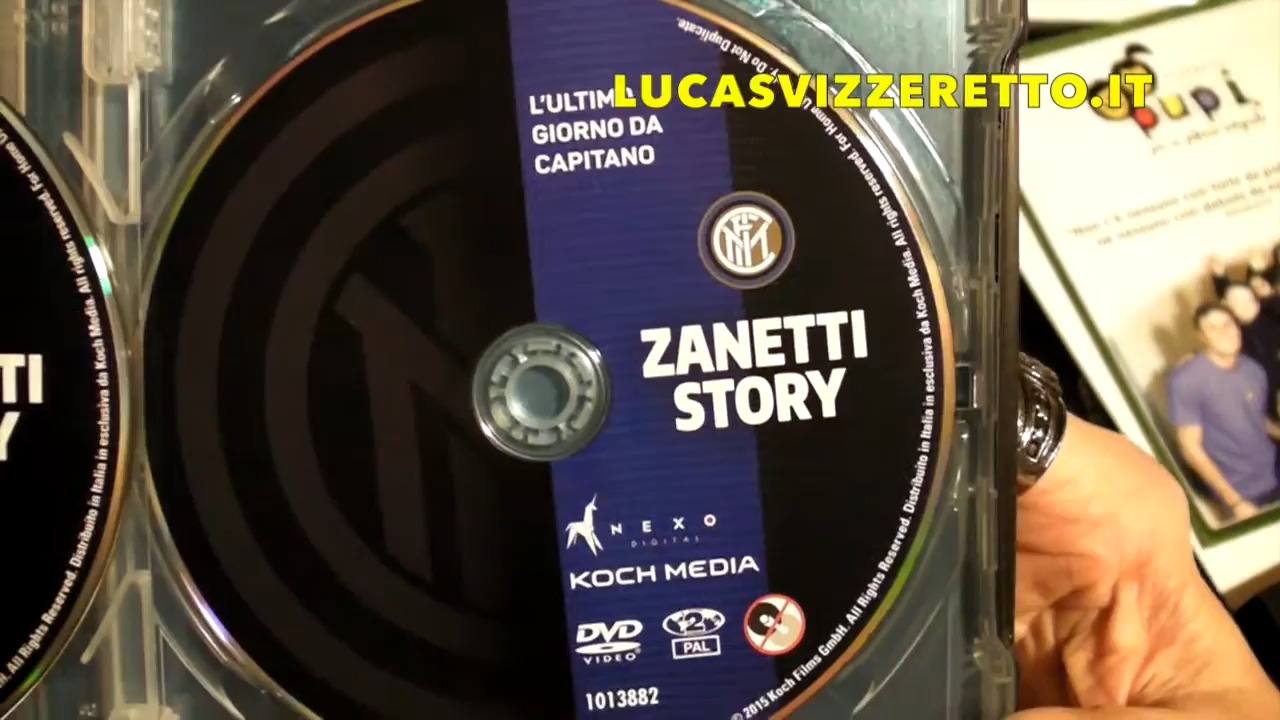 LUCASVIZZERETTO.IT
L'ULTIM
GIORNO DA
CAPITANO
ZANETTI
STORY
NEXO
DIGITAL
KOCH MEDIA
DVD
VIDEO
2
PAL
1013882
© 2015 Koch Films GmbH. All Rights Reserved. Distribuito in Italia in esclusiva da Koch Media. All rights reserved. For Home U
y. Do Not Duplicate.
TI
Y
H. All Rights Reserved. Distribuito in Italia in esclusiva da Koch Media. All rights reserved. For Home U
pupi